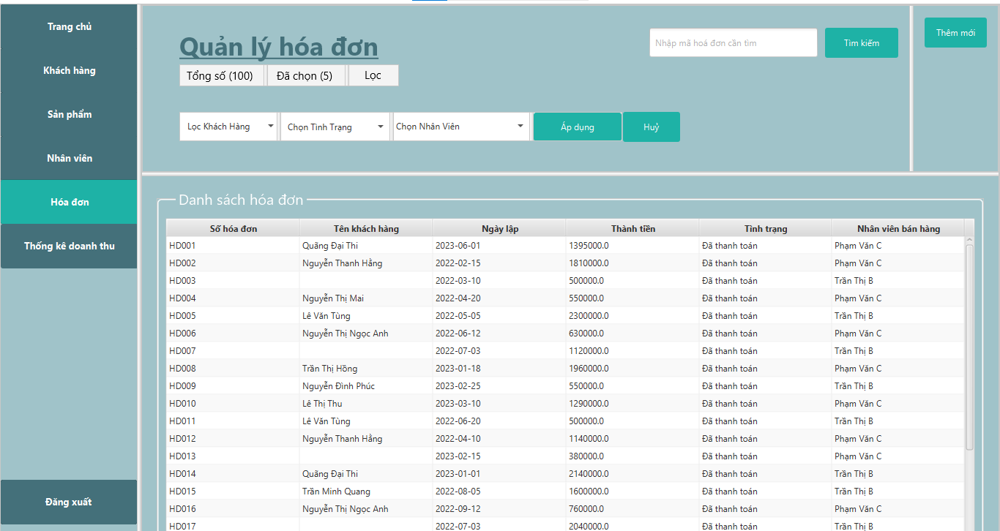 Trang chủ
Khách hàng
Sản phẩm
Nhân viên
Hóa đơn
Thống kê doanh thu
Đăng xuất
Quản lý hóa đơn
Nhập mã hoá đơn cần tìm
Tìm kiếm
Thêm mới
Tổng số (100) Đã chọn (5) Lọc
Lọc Khách Hàng Chọn Tình Trạng Chọn Nhân Viên Áp dụng Huỷ
Danh sách hóa đơn
Số hóa đơn Tên khách hàng Ngày lập Thành tiền Tình trạng Nhân viên bán hàng
HD001 Quãng Đại Thi 2023-06-01 1395000.0 Đã thanh toán Phạm Văn C
HD002 Nguyễn Thanh Hằng 2022-02-15 1810000.0 Đã thanh toán Phạm Văn C
HD003 2022-03-10 500000.0 Đã thanh toán Trần Thị B
HD004 Nguyễn Thị Mai 2022-04-20 550000.0 Đã thanh toán Phạm Văn C
HD005 Lê Văn Tùng 2022-05-05 2300000.0 Đã thanh toán Trần Thị B
HD006 Nguyễn Thị Ngọc Anh 2022-06-12 630000.0 Đã thanh toán Phạm Văn C
HD007 2022-07-03 1120000.0 Đã thanh toán Trần Thị B
HD008 Trần Thị Hồng 2023-01-18 1960000.0 Đã thanh toán Phạm Văn C
HD009 Nguyễn Đình Phúc 2023-02-25 550000.0 Đã thanh toán Trần Thị B
HD010 Lê Thị Thu 2023-03-10 1290000.0 Đã thanh toán Phạm Văn C
HD011 Lê Văn Tùng 2022-06-20 500000.0 Đã thanh toán Trần Thị B
HD012 Nguyễn Thanh Hằng 2022-04-10 1140000.0 Đã thanh toán Phạm Văn C
HD013 2023-02-15 380000.0 Đã thanh toán Phạm Văn C
HD014 Quãng Đại Thi 2023-01-01 2140000.0 Đã thanh toán Trần Thị B
HD015 Trần Minh Quang 2022-08-05 1600000.0 Đã thanh toán Trần Thị B
HD016 Nguyễn Thị Ngọc Anh 2022-09-12 760000.0 Đã thanh toán Phạm Văn C
HD017 2022-07-03 2040000.0 Đã thanh toán Trần Thị B